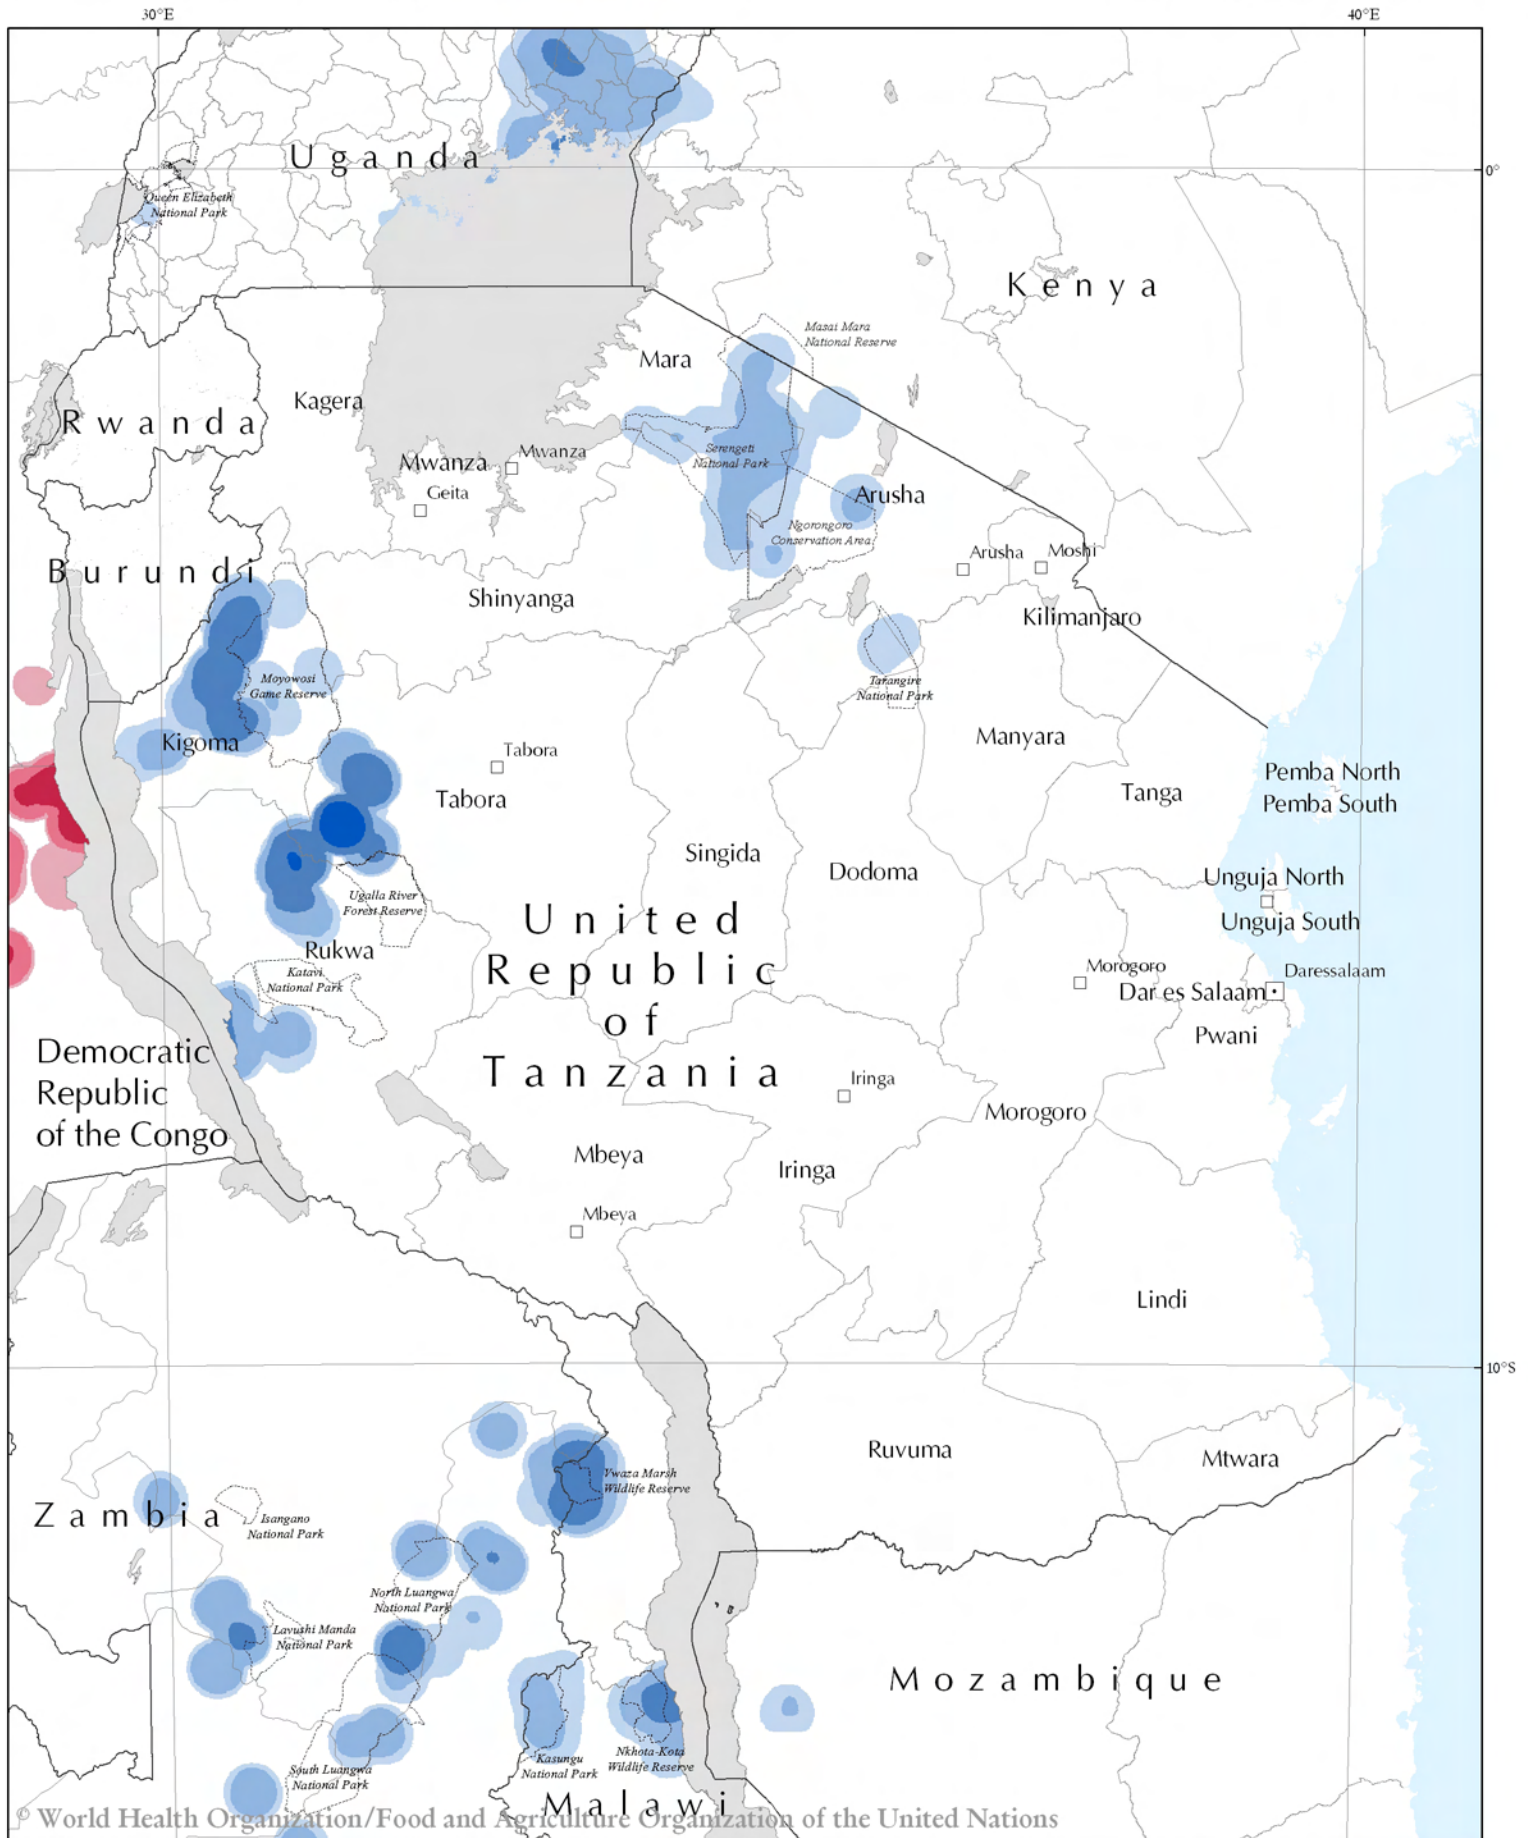 30°E
40°E
Uganda
0°
Queen Elizabeth
National Park
Kenya
Masai Mara
National Reserve
Mara
Kagera
Rwanda
Mwanza
Mwanza
Serengeti
National Park
Geita
Arusha
Ngorongoro
Conservation Area
Arusha
Moshi
Burundi
Shinyanga
Kilimanjaro
Moyowosi
Game Reserve
Tarangire
National Park
Kigoma
Manyara
Tabora
Tabora
Pemba North
Tanga
Pemba South
Singida
Dodoma
Unguja North
Ugalla River
Forest Reserve
United
Republic
of
Tanzania
Unguja South
Rukwa
Katavi
National Park
Morogoro
Daressalaam
Dar es Salaam
Pwani
Democratic
Republic
of the Congo
Iringa
Morogoro
Mbeya
Iringa
Mbeya
Lindi
10°S
Ruvuma
Mtwara
Vwaza Marsh
Wildlife Reserve
Zambia
Isangano
National Park
North Luangwa
National Park
Lavushi Manda
National Park
Mozambique
Kasungu
National Park
Nkhota-Kota
Wildlife Reserve
South Luangwa
National Park
Malawi
© World Health Organization/Food and Agriculture Organization of the United Nations